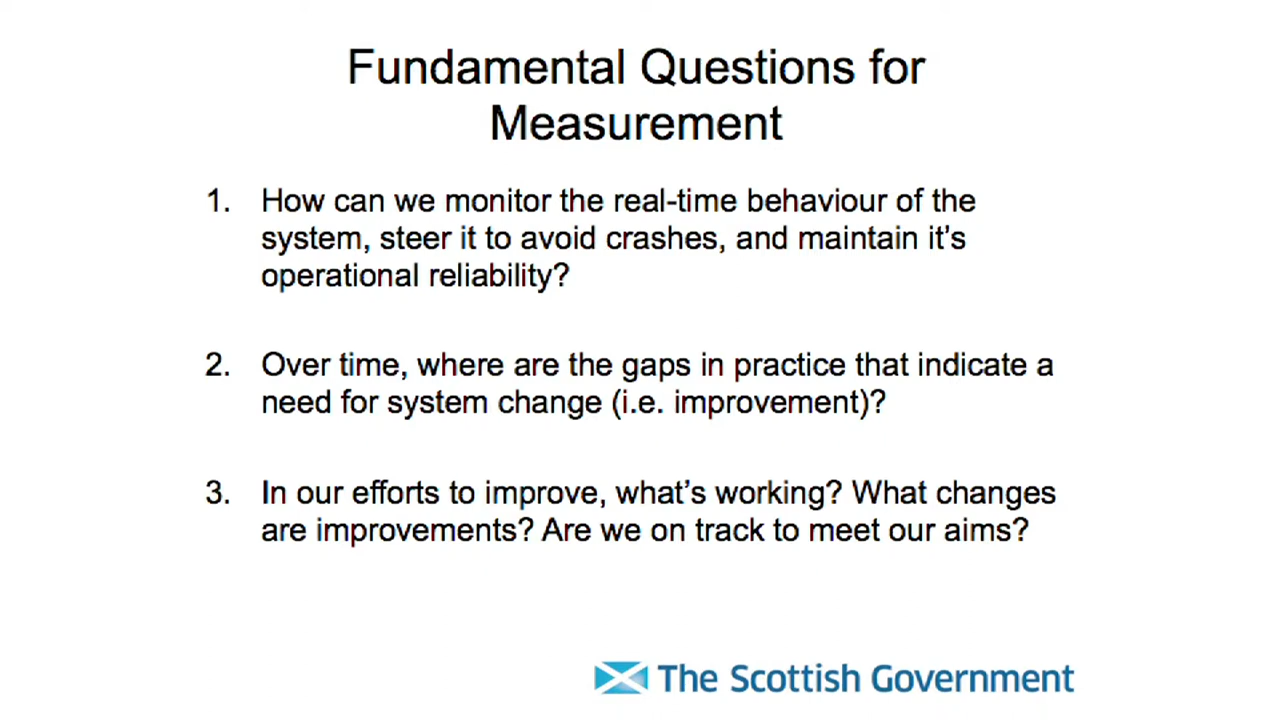 Fundamental Questions for
Measurement
1. How can we monitor the real-time behaviour of the
system, steer it to avoid crashes, and maintain it’s
operational reliability?
2. Over time, where are the gaps in practice that indicate a
need for system change (i.e. improvement)?
3. In our efforts to improve, what’s working? What changes
are improvements? Are we on track to meet our aims?
The Scottish Government